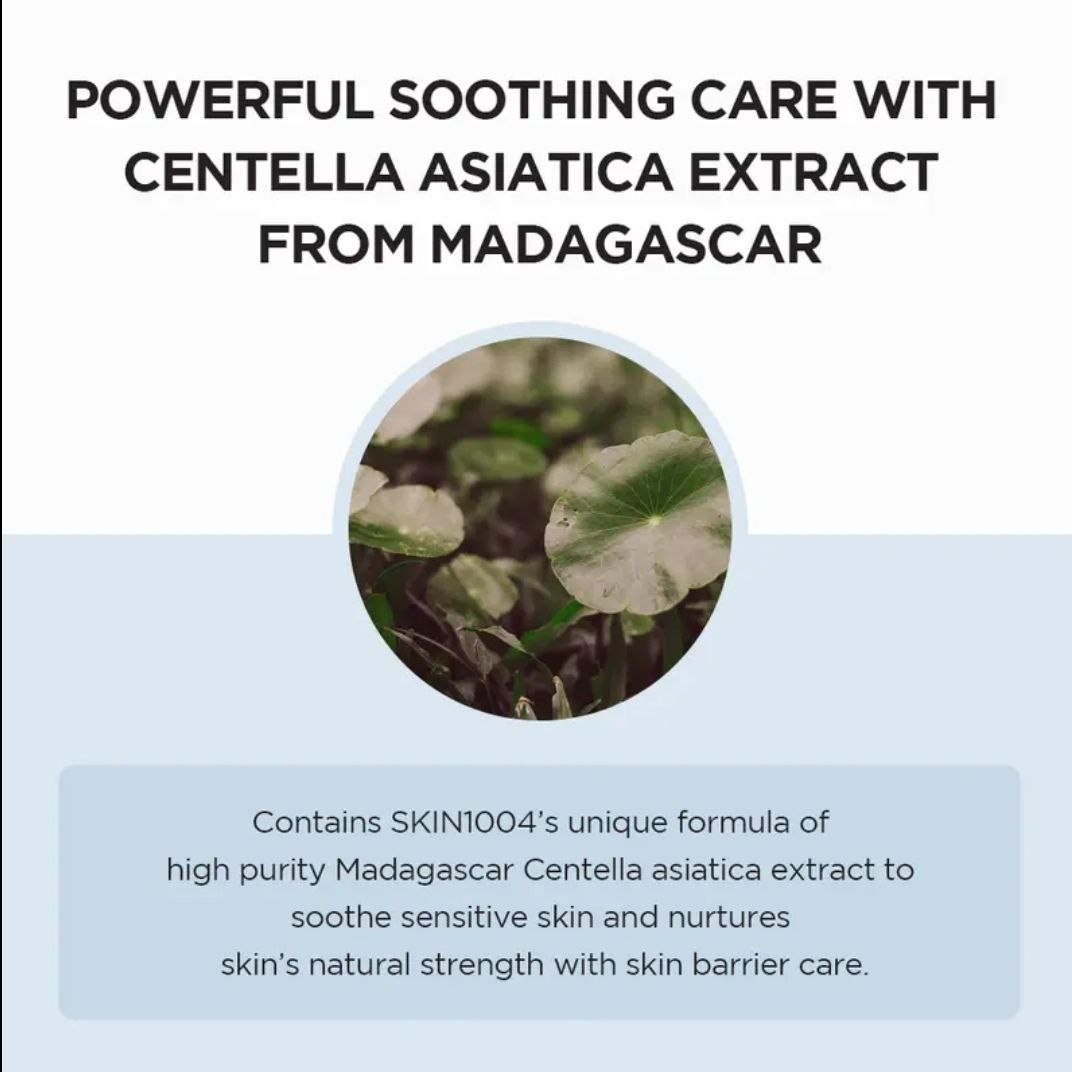 POWERFUL SOOTHING CARE WITH
CENTELLA ASIATICA EXTRACT
FROM MADAGASCAR
Contains SKIN1004’s unique formula of
high purity Madagascar Centella asiatica extract to
soothe sensitive skin and nurtures
skin’s natural strength with skin barrier care.